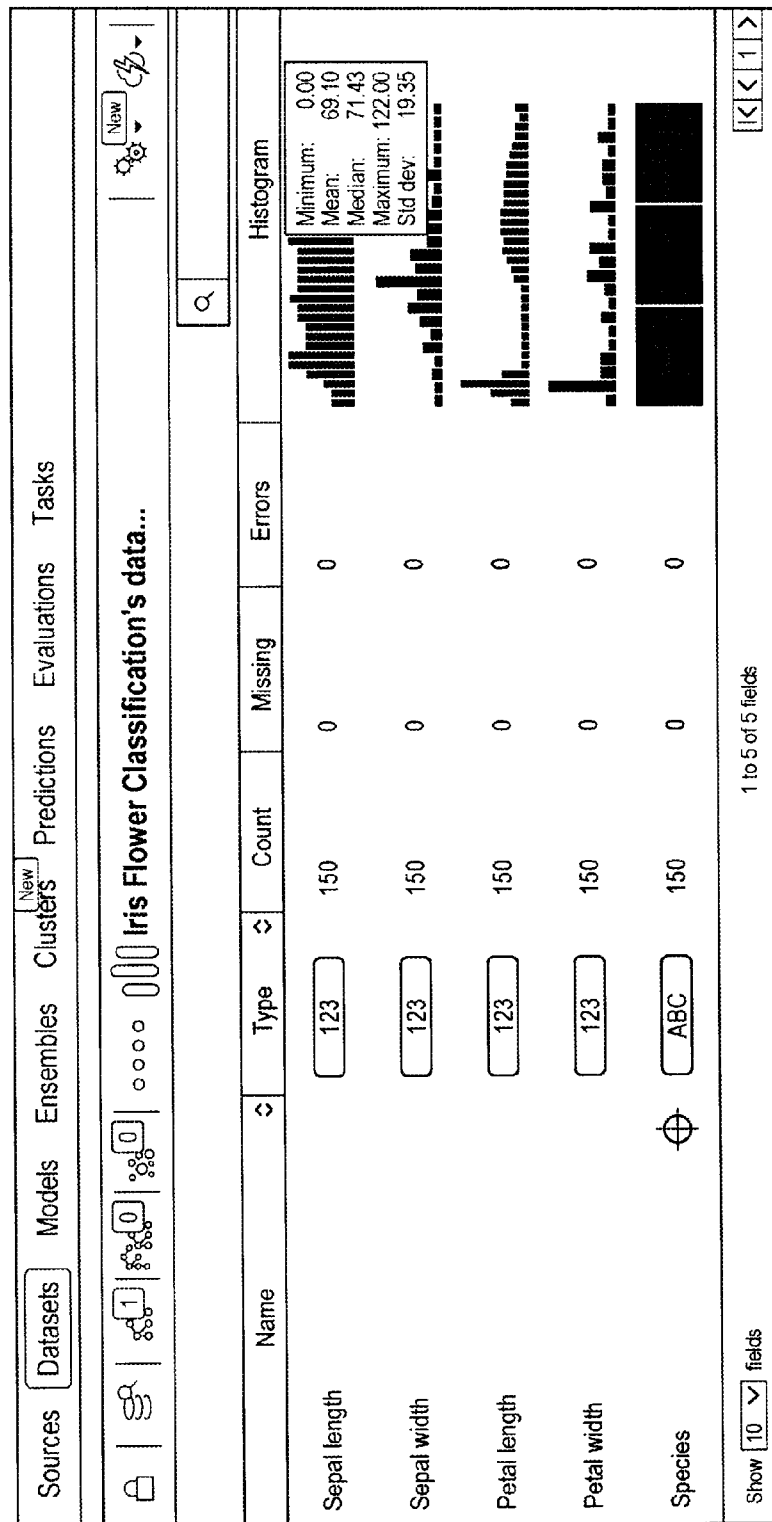 Sources Datasets Models Ensembles Clusters New Predictions Evaluations Tasks
1 0 0 Iris Flower Classification's data... New
Name Type Count Missing Errors Histogram
Sepal length 123 150 0 0
Minimum: 0.00
Mean: 69.10
Median: 71.43
Maximum: 122.00
Std dev: 19.35
Sepal width 123 150 0 0
Petal length 123 150 0 0
Petal width 123 150 0 0
Species ABC 150 0 0
Show 10 fields 1 to 5 of 5 fields 1